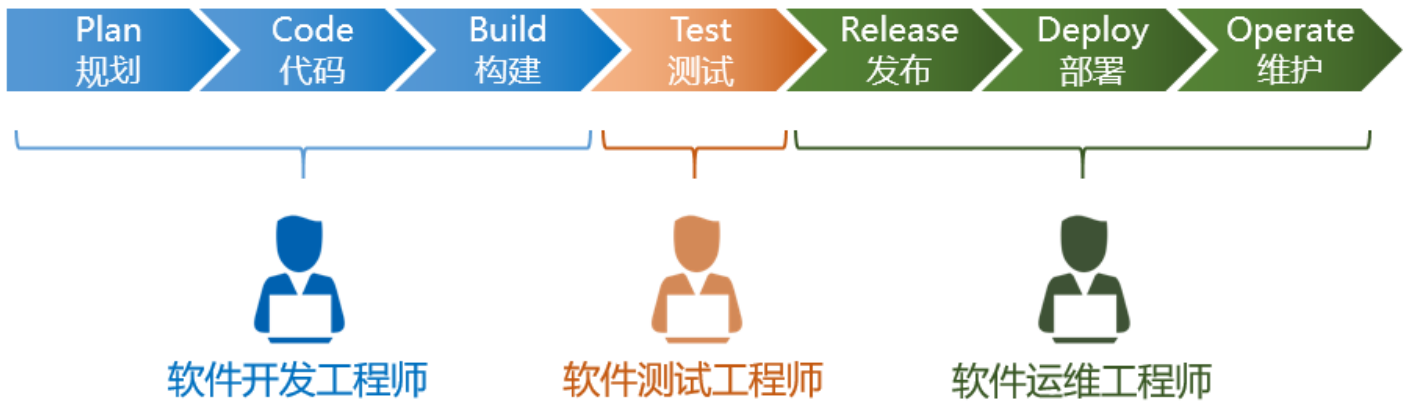 Plan
规划
Code
代码
Build
构建
Test
测试
Release
发布
Deploy
部署
Operate
维护
软件开发工程师
软件测试工程师
软件运维工程师